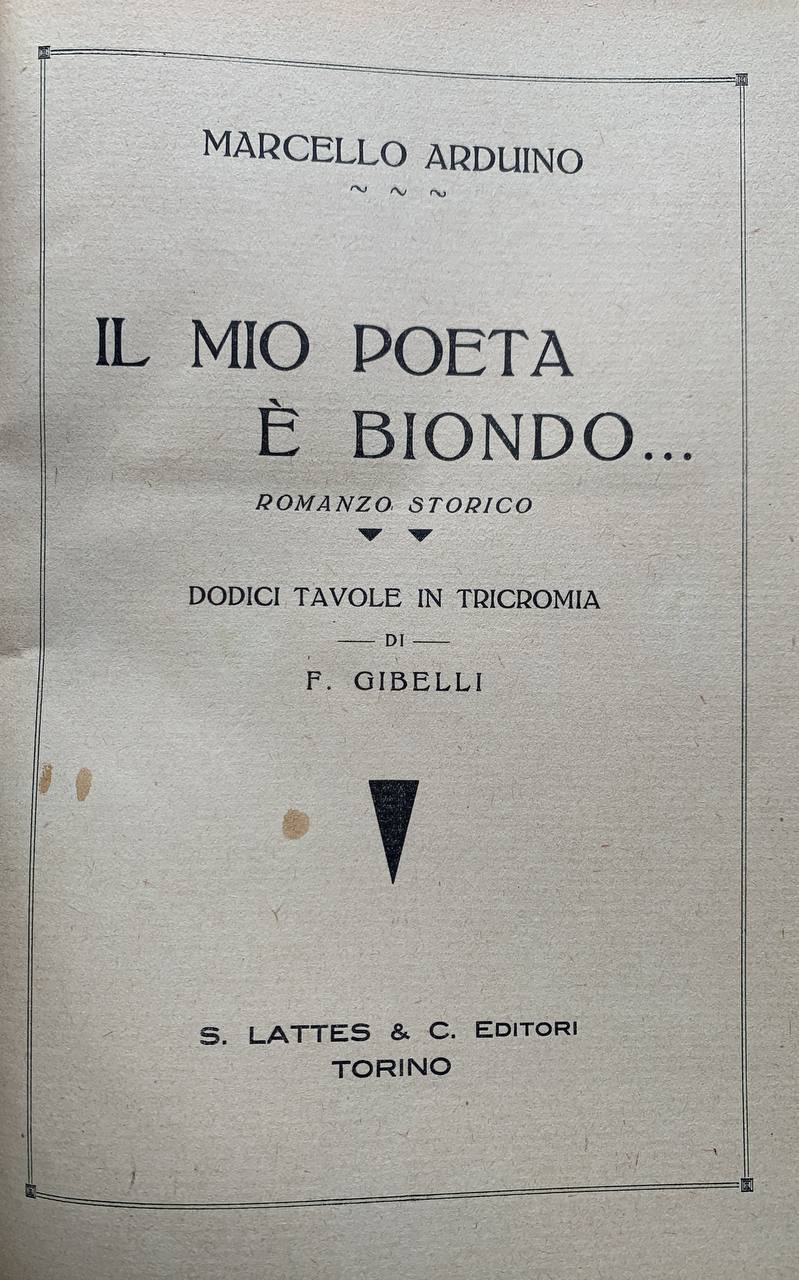 MARCELLO ARDUINO
IL MIO POETA
È BIONDO...
ROMANZO STORICO
DODICI TAVOLE IN TRICROMIA
DI
F. GIBELLI
S. LATTES & C. EDITORI
TORINO